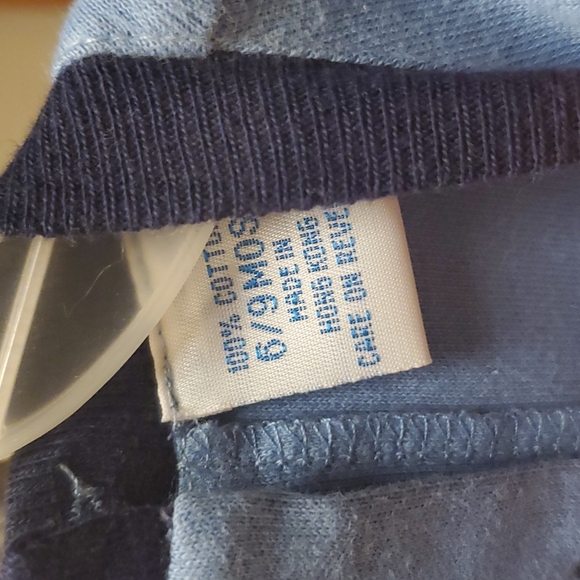 100% COTTO
6/9 MOS
MADE IN
HONG KONG
CARE ON REVE